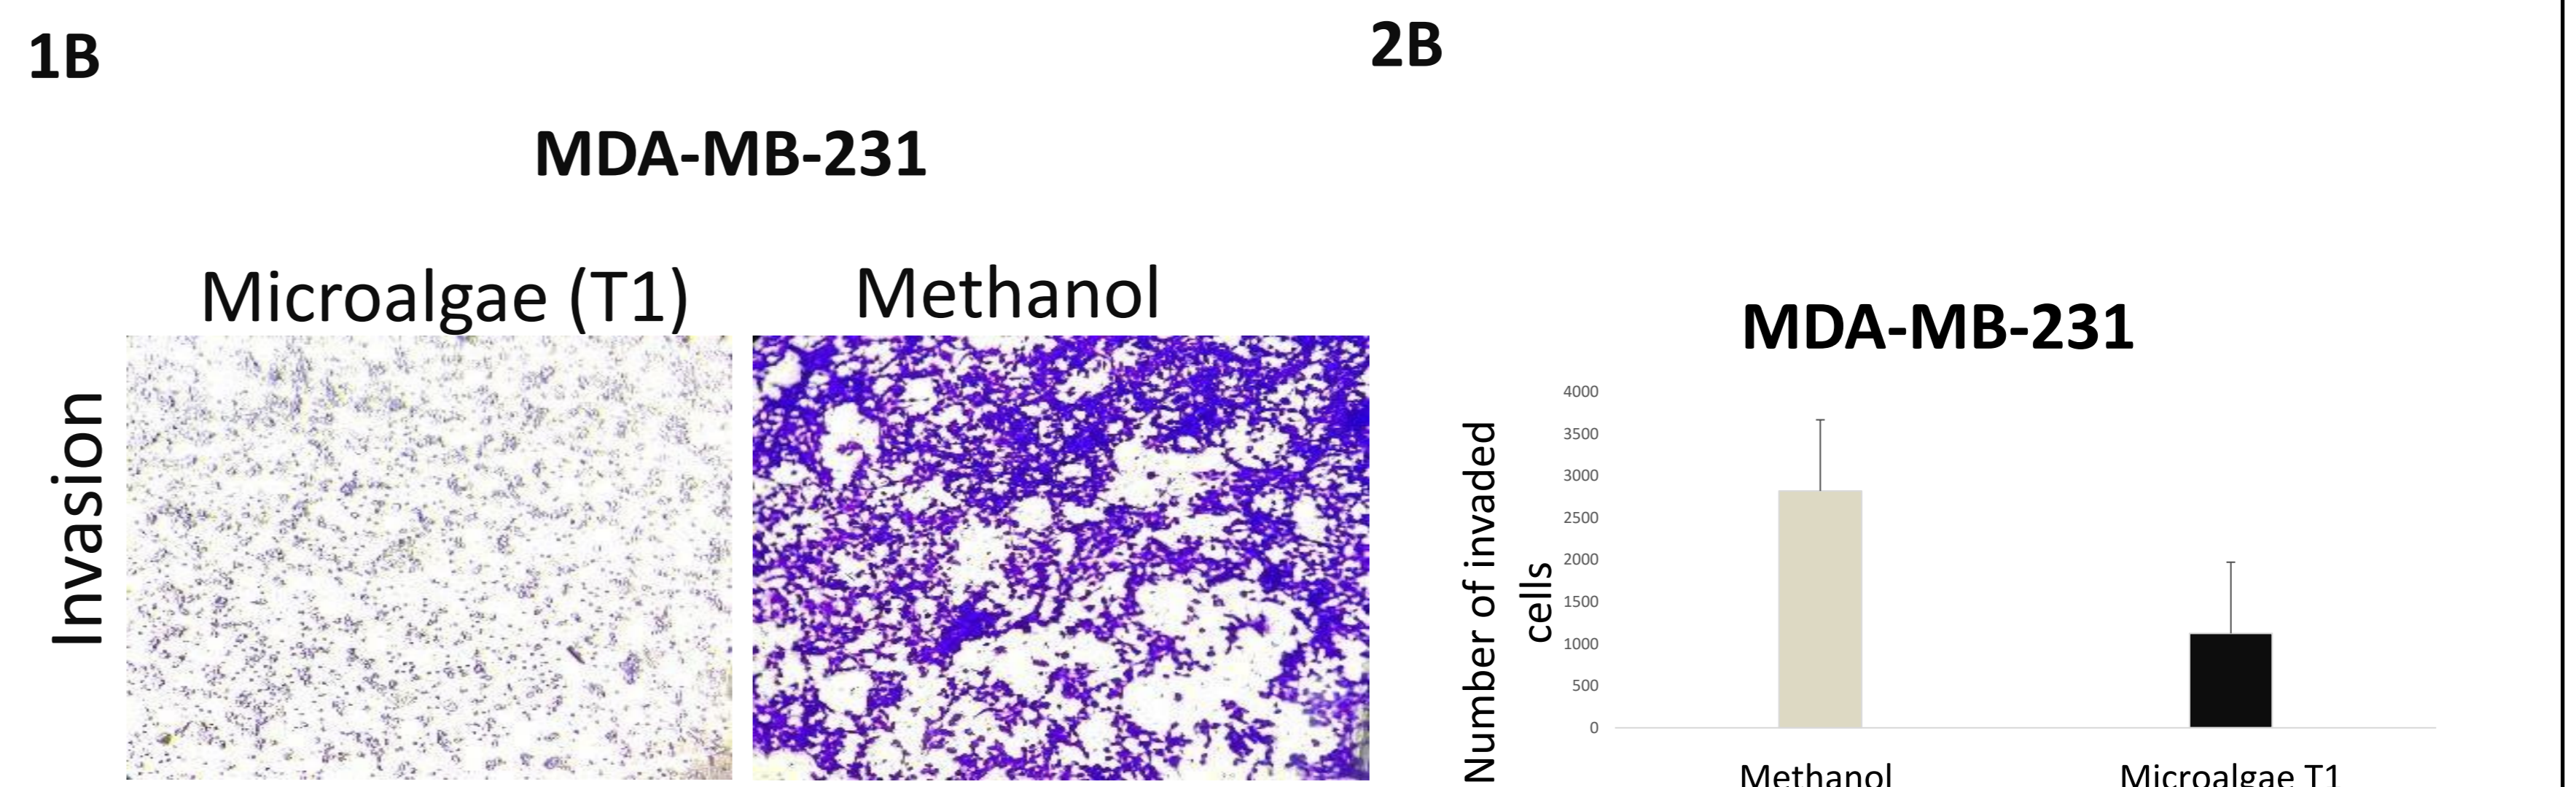 1B
MDA-MB-231
Microalgae (T1)
Methanol
Invasion
2B
MDA-MB-231
Number of invaded
cells
4000
3500
3000
2500
2000
1500
1000
500
0
Methanol
Microalgae T1